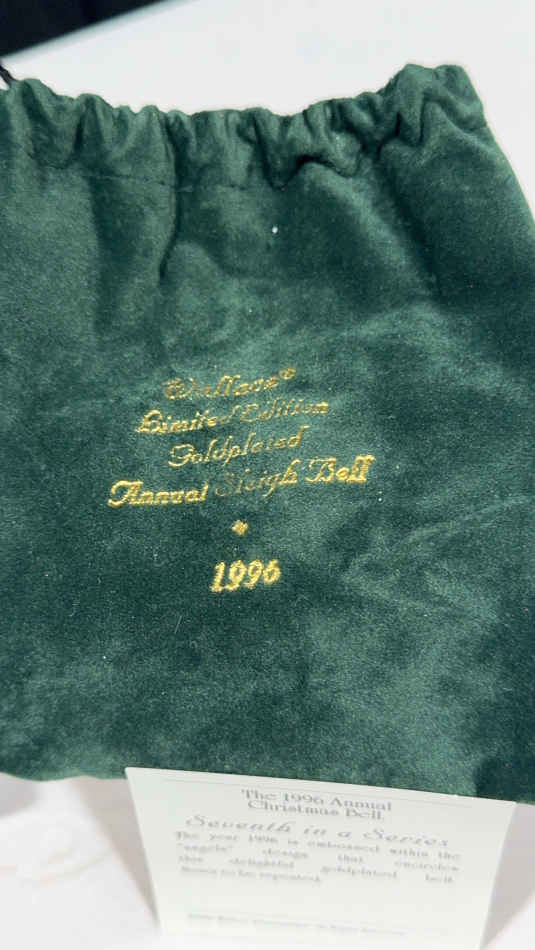 Wallace®
Limited Edition
Goldplated
Annual Sleigh Bell
1996
The 1996 Annual
Christmas Bell
Seventh in a Series
The year 1996 is embossed within the
"angels" design that encircles
this delightful goldplated bell.
Never to be repeated.